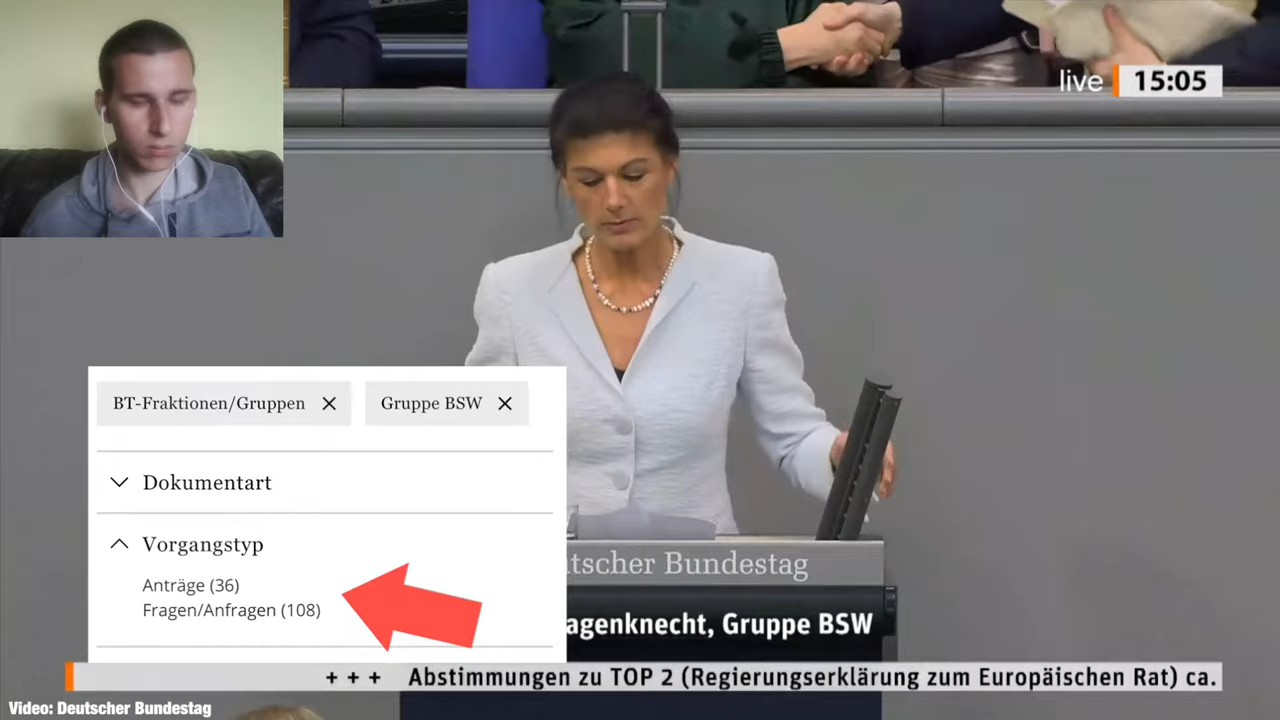 live 15:05
BT-Fraktionen/Gruppen
Gruppe BSW
Dokumentart
Vorgangstyp
Anträge (36)
Fragen/Anfragen (108)
tscher Bundestag
agenknecht, Gruppe BSW
+ + + Abstimmungen zu TOP 2 (Regierungserklärung zum Europäischen Rat) ca.
Video: Deutscher Bundestag